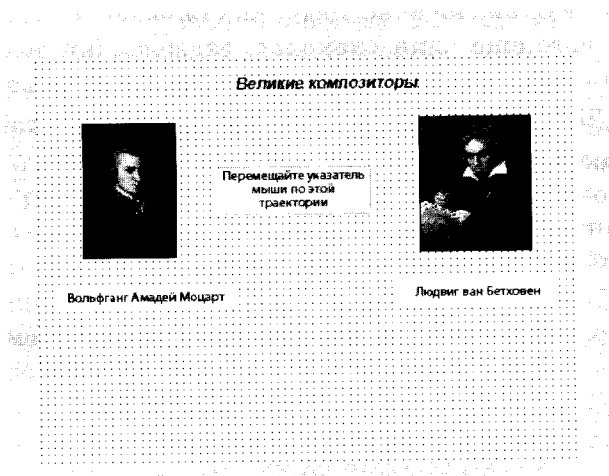 Великие композиторы
Перемещайте указатель
мыши по этой
траектории
Вольфганг Амадей Моцарт
Людвиг ван Бетховен